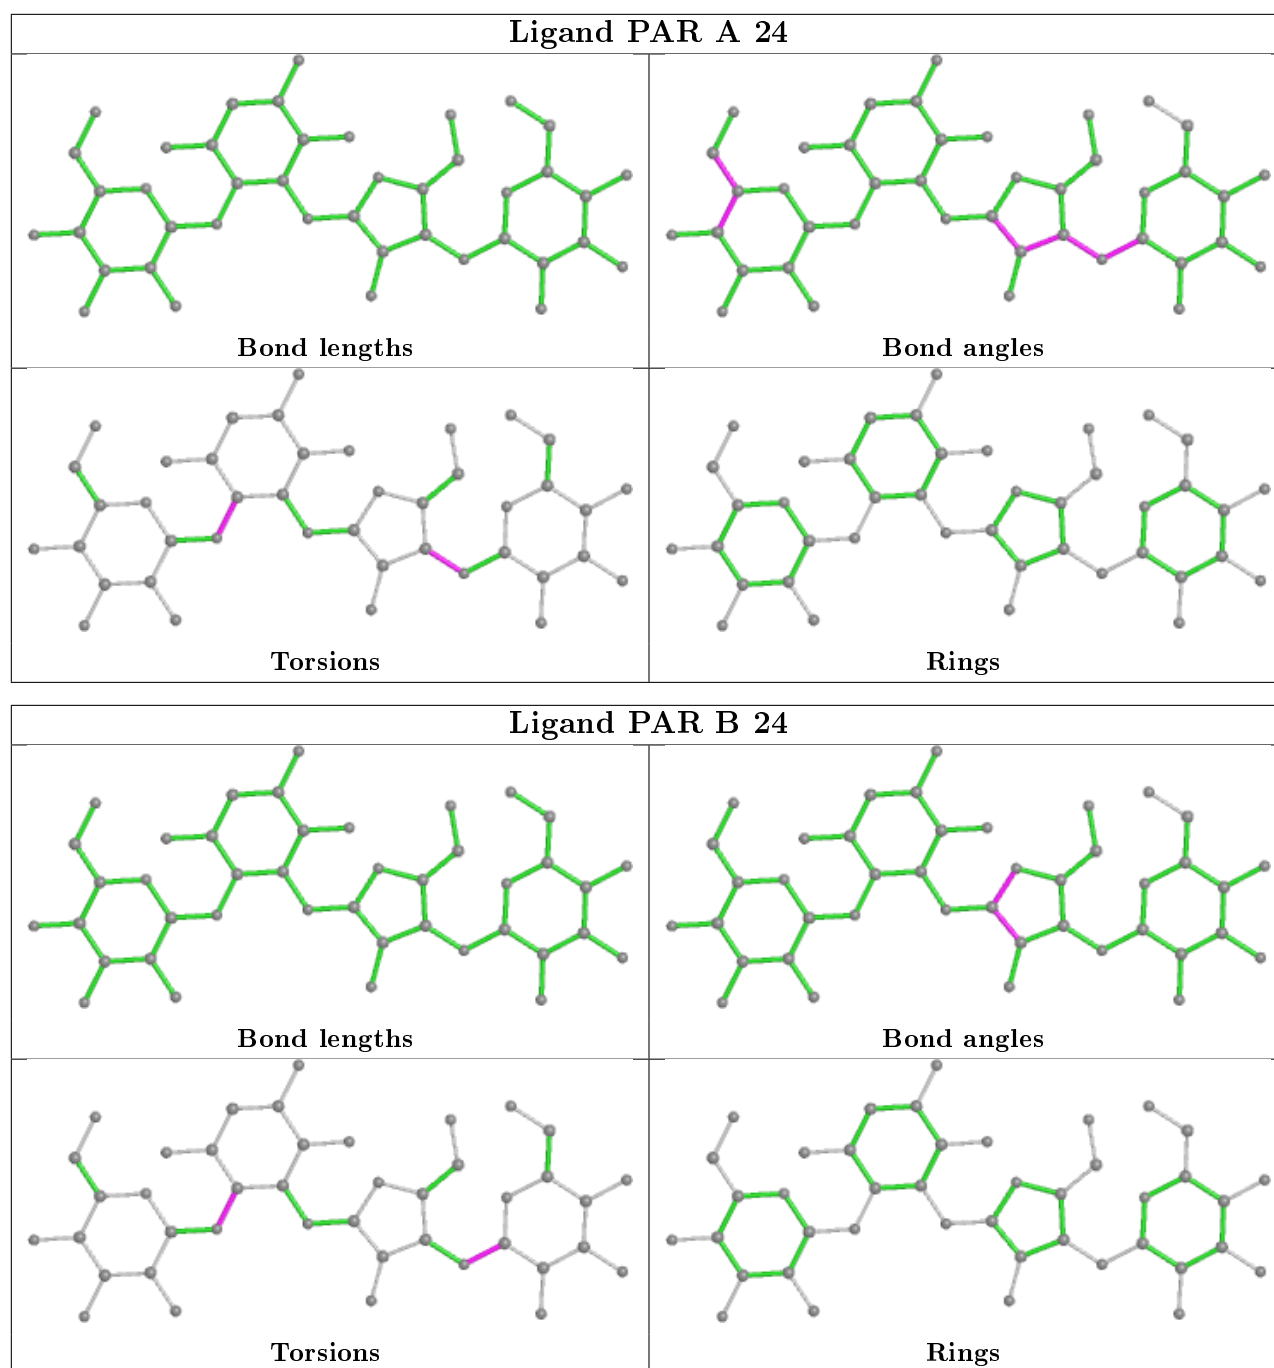 Ligand PAR A 24
Bond lengths
Bond angles
Torsions
Rings
Ligand PAR B 24
Bond lengths
Bond angles
Torsions
Rings